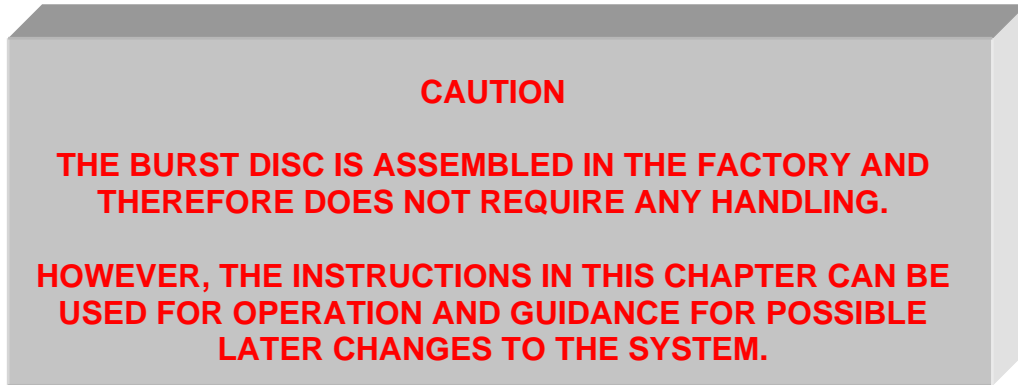 CAUTION
THE BURST DISC IS ASSEMBLED IN THE FACTORY AND
THEREFORE DOES NOT REQUIRE ANY HANDLING.
HOWEVER, THE INSTRUCTIONS IN THIS CHAPTER CAN BE
USED FOR OPERATION AND GUIDANCE FOR POSSIBLE
LATER CHANGES TO THE SYSTEM.